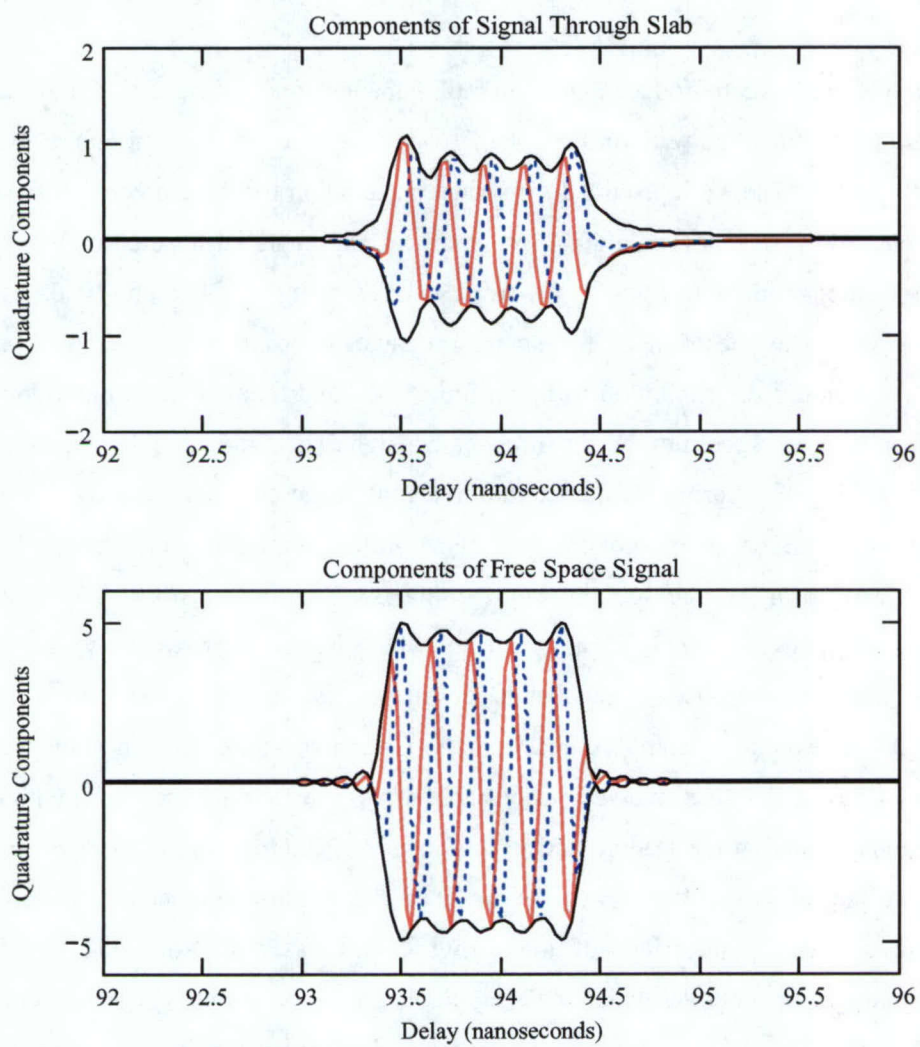 Components of Signal Through Slab
2
1
0
−1
−2
Quadrature Components
92 92.5 93 93.5 94 94.5 95 95.5 96
Delay (nanoseconds)
Components of Free Space Signal
5
0
−5
Quadrature Components
92 92.5 93 93.5 94 94.5 95 95.5 96
Delay (nanoseconds)